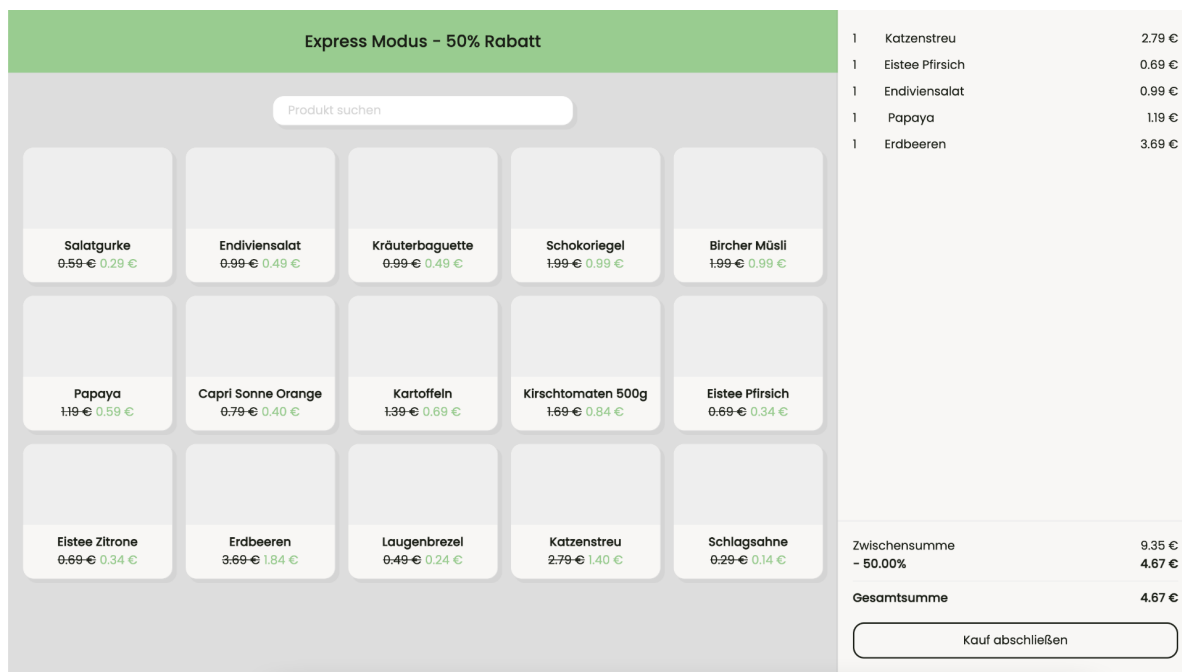 Express Modus - 50% Rabatt
Produkt suchen
Salatgurke
0.59 € 0.29 €
Endiviensalat
0.99 € 0.49 €
Kräuterbaguette
0.99 € 0.49 €
Schokoriegel
1.99 € 0.99 €
Bircher Müsli
1.99 € 0.99 €
Papaya
1.19 € 0.59 €
Capri Sonne Orange
0.79 € 0.40 €
Kartoffeln
1.39 € 0.69 €
Kirschtomaten 500g
1.69 € 0.84 €
Eistee Pfirsich
0.69 € 0.34 €
Eistee Zitrone
0.69 € 0.34 €
Erdbeeren
3.69 € 1.84 €
Laugenbrezel
0.49 € 0.24 €
Katzenstreu
2.79 € 1.40 €
Schlagsahne
0.29 € 0.14 €
1 Katzenstreu 2.79 €
1 Eistee Pfirsich 0.69 €
1 Endiviensalat 0.99 €
1 Papaya 1.19 €
1 Erdbeeren 3.69 €
Zwischensumme 9.35 €
- 50.00% 4.67 €
Gesamtsumme 4.67 €
Kauf abschließen